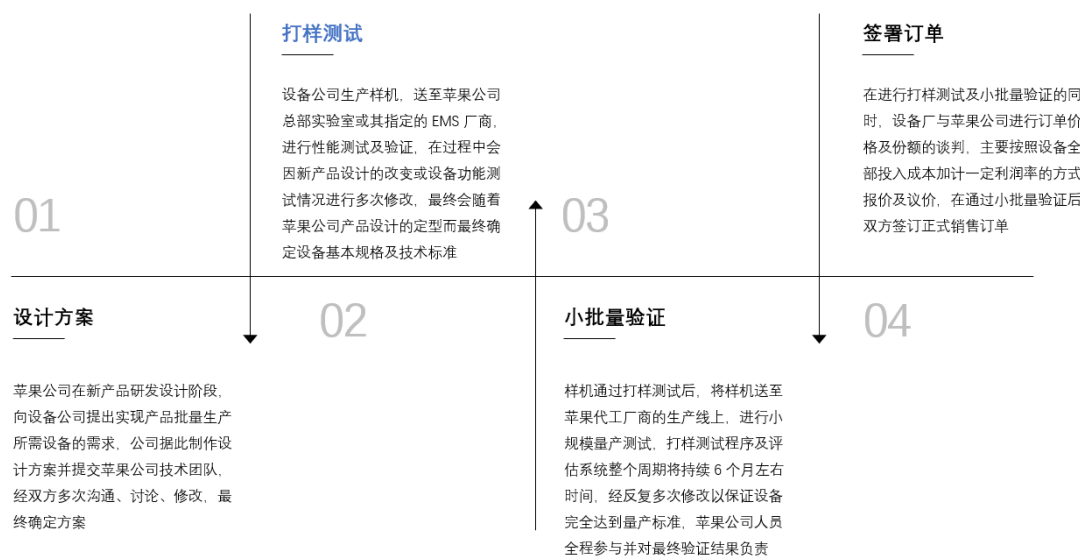 01
设计方案
苹果公司在新产品研发设计阶段，
向设备公司提出实现产品批量生产
所需设备的需求，公司据此制作设
计方案并提交苹果公司技术团队，
经双方多次沟通、讨论、修改，最
终确定方案
打样测试
设备公司生产样机，送至苹果公司
总部实验室或其指定的 EMS 厂商，
进行性能测试及验证，在过程中会
因新产品设计的改变或设备功能测
试情况进行多次修改，最终会随着
苹果公司产品设计的定型而最终确
定设备基本规格及技术标准
02
03
小批量验证
样机通过打样测试后，将样机送至
苹果代工厂商的生产线上，进行小
规模量产测试，打样测试程序及评
估系统整个周期将持续 6 个月左右
时间，经反复多次修改以保证设备
完全达到量产标准，苹果公司人员
全程参与并对最终验证结果负责
签署订单
在进行打样测试及小批量验证的同
时，设备厂与苹果公司进行订单价
格及份额的谈判，主要按照设备全
部投入成本加计一定利润率的方式
报价及议价，在通过小批量验证后
双方签订正式销售订单
04